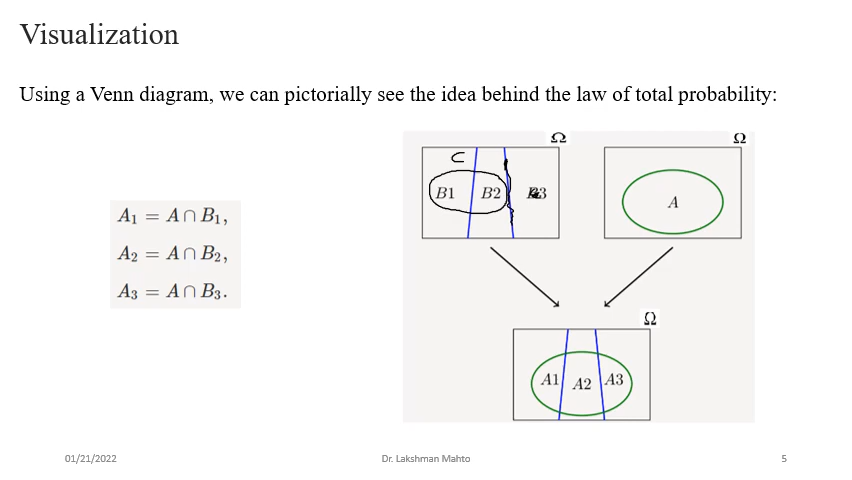 Visualization
Using a Venn diagram, we can pictorially see the idea behind the law of total probability:
Ω
Ω
C
B1 B2
A
A₁ = A ∩ B₁,
A₂ = A ∩ B₂,
A₃ = A ∩ B₃.
Ω
A1 A2 A3
01/21/2022 Dr. Lakshman Mahto 5